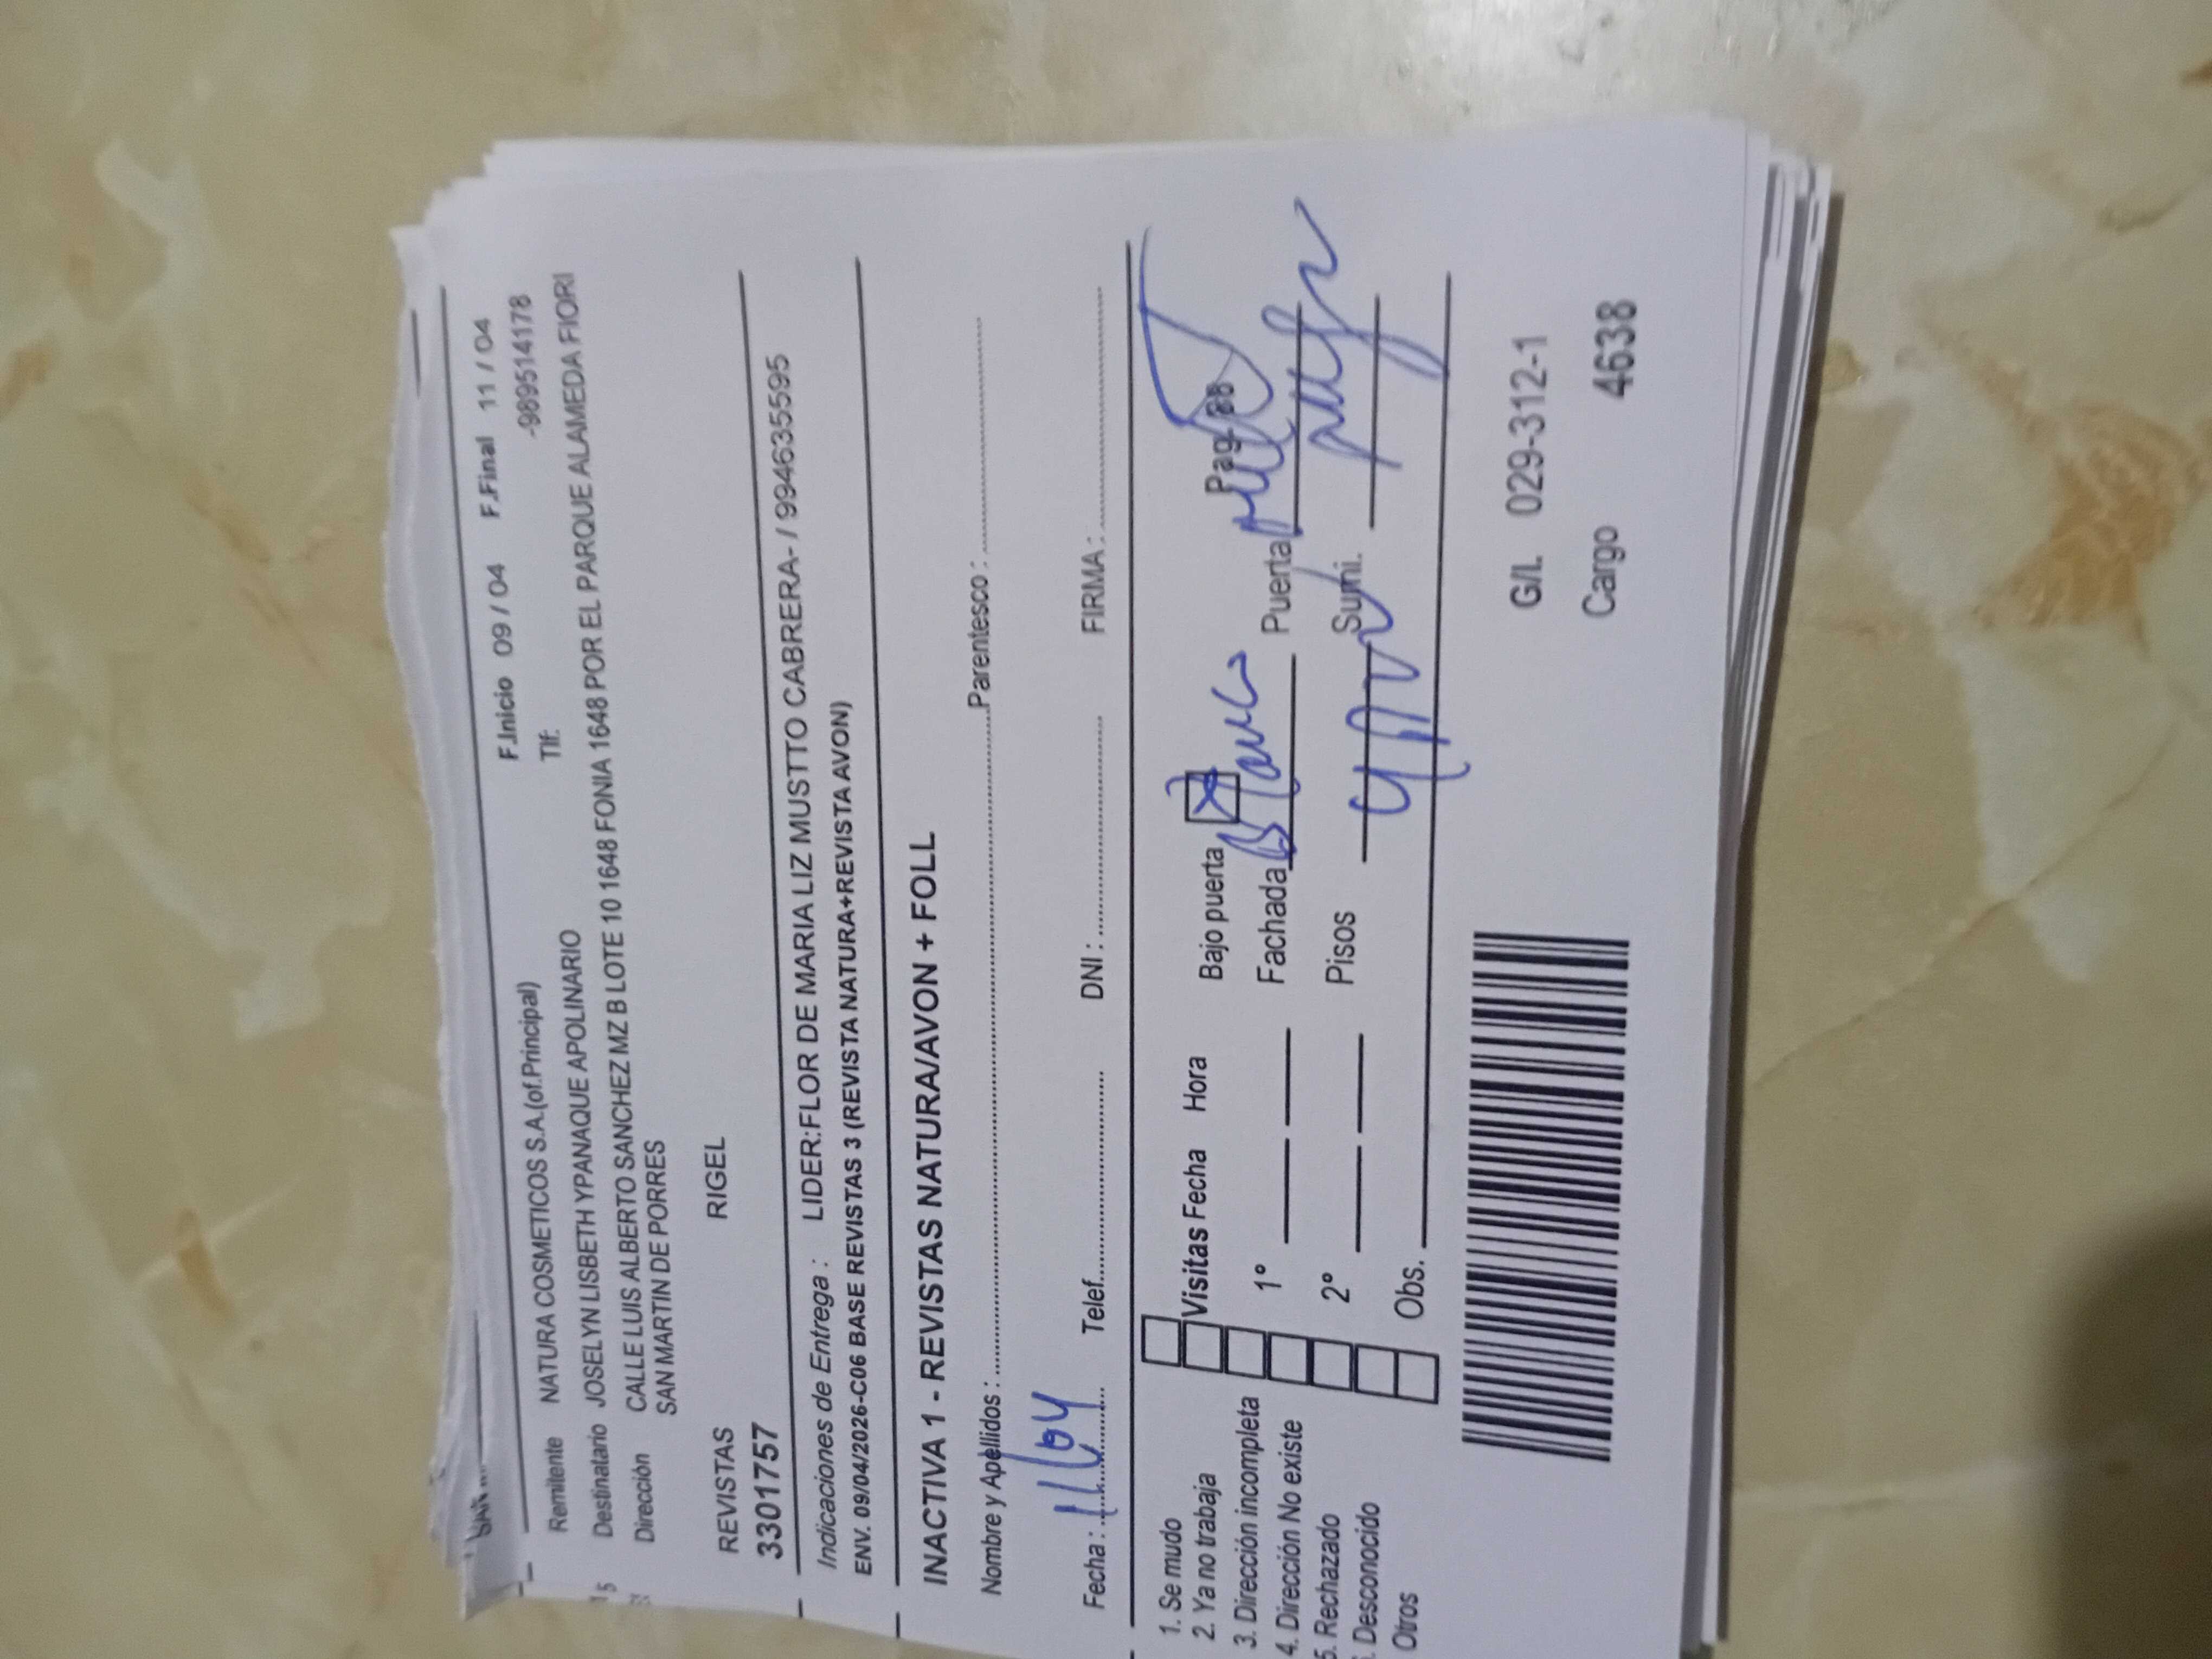 F.Inicio 09 / 04 F.Final 11 / 04
Remitente NATURA COSMETICOS S.A.(of.Principal) Tlf: -989514178
Destinatario JOSELYN LISBETH YPANAQUE APOLINARIO
Dirección CALLE LUIS ALBERTO SANCHEZ MZ B LOTE 10 1648 FONIA 1648 POR EL PARQUE ALAMEDA FIORI
SAN MARTIN DE PORRES
REVISTAS RIGEL
3301757
Indicaciones de Entrega : LIDER:FLOR DE MARIA LIZ MUSTTO CABRERA- / 994635595
ENV. 09/04/2026-C06 BASE REVISTAS 3 (REVISTA NATURA+REVISTA AVON)
INACTIVA 1 - REVISTAS NATURA/AVON + FOLL
Nombre y Apellidos : Parentesco :
Fecha : 11/04 Telef. DNI : FIRMA :
1. Se mudo
2. Ya no trabaja Visitas Fecha Hora Bajo puerta X Pag- 88
3. Dirección incompleta 1º Fachada Puerta
4. Dirección No existe
5. Rechazado 2º Pisos Sumi.
. Desconocido
Otros Obs.
G/L 029-312-1
Cargo 4638